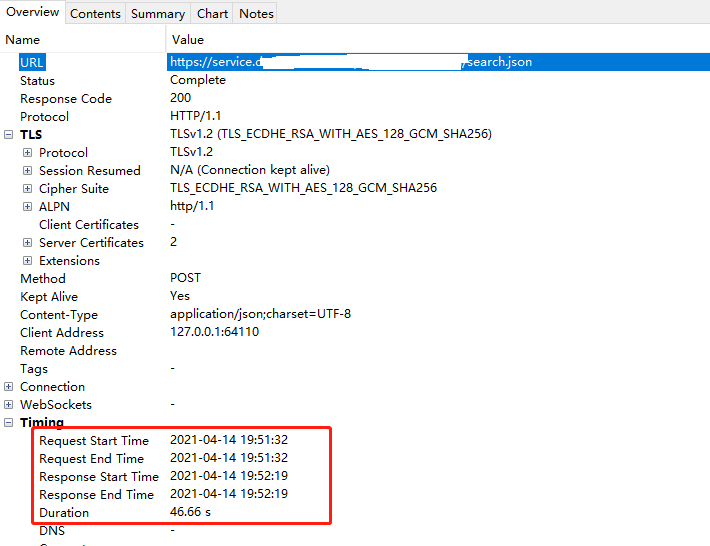 Overview Contents Summary Chart Notes
Name Value
URL https://service.d /search.json
Status Complete
Response Code 200
Protocol HTTP/1.1
TLS TLSv1.2 (TLS_ECDHE_RSA_WITH_AES_128_GCM_SHA256)
Protocol TLSv1.2
Session Resumed N/A (Connection kept alive)
Cipher Suite TLS_ECDHE_RSA_WITH_AES_128_GCM_SHA256
ALPN http/1.1
Client Certificates -
Server Certificates 2
Extensions
Method POST
Kept Alive Yes
Content-Type application/json;charset=UTF-8
Client Address 127.0.0.1:64110
Remote Address
Tags -
Connection
WebSockets -
Timing
Request Start Time 2021-04-14 19:51:32
Request End Time 2021-04-14 19:51:32
Response Start Time 2021-04-14 19:52:19
Response End Time 2021-04-14 19:52:19
Duration 46.66 s
DNS -